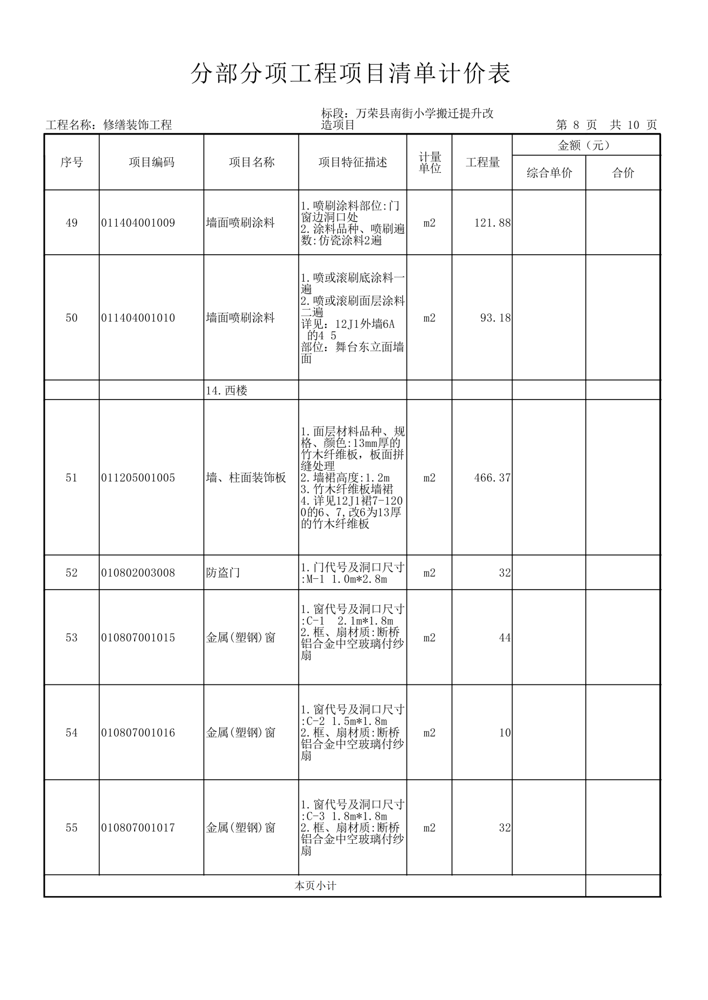 分部分项工程项目清单计价表
工程名称：修缮装饰工程
标段：万荣县南街小学搬迁提升改
造项目
第 8 页 共 10 页
序号
项目编码
项目名称
项目特征描述
计量
单位
工程量
金额（元）
综合单价
合价
49
011404001009
墙面喷刷涂料
1.喷刷涂料部位:门
窗边洞口处
2.涂料品种、喷刷遍
数:仿瓷涂料2遍
m2
121.88
50
011404001010
墙面喷刷涂料
1.喷或滚刷底涂料一
遍
2.喷或滚刷面层涂料
二遍
详见：12J1外墙6A
的4 5
部位：舞台东立面墙
面
m2
93.18
14.西楼
51
011205001005
墙、柱面装饰板
1.面层材料品种、规
格、颜色:13mm厚的
竹木纤维板，板面拼
缝处理
2.墙裙高度:1.2m
3.竹木纤维板墙裙
4.详见12J1裙7-120
0的6、7,改6为13厚
的竹木纤维板
m2
466.37
52
010802003008
防盗门
1.门代号及洞口尺寸
:M-1 1.0m*2.8m
m2
32
53
010807001015
金属(塑钢)窗
1.窗代号及洞口尺寸
:C-1  2.1m*1.8m
2.框、扇材质:断桥
铝合金中空玻璃付纱
扇
m2
44
54
010807001016
金属(塑钢)窗
1.窗代号及洞口尺寸
:C-2 1.5m*1.8m
2.框、扇材质:断桥
铝合金中空玻璃付纱
扇
m2
10
55
010807001017
金属(塑钢)窗
1.窗代号及洞口尺寸
:C-3 1.8m*1.8m
2.框、扇材质:断桥
铝合金中空玻璃付纱
扇
m2
32
本页小计